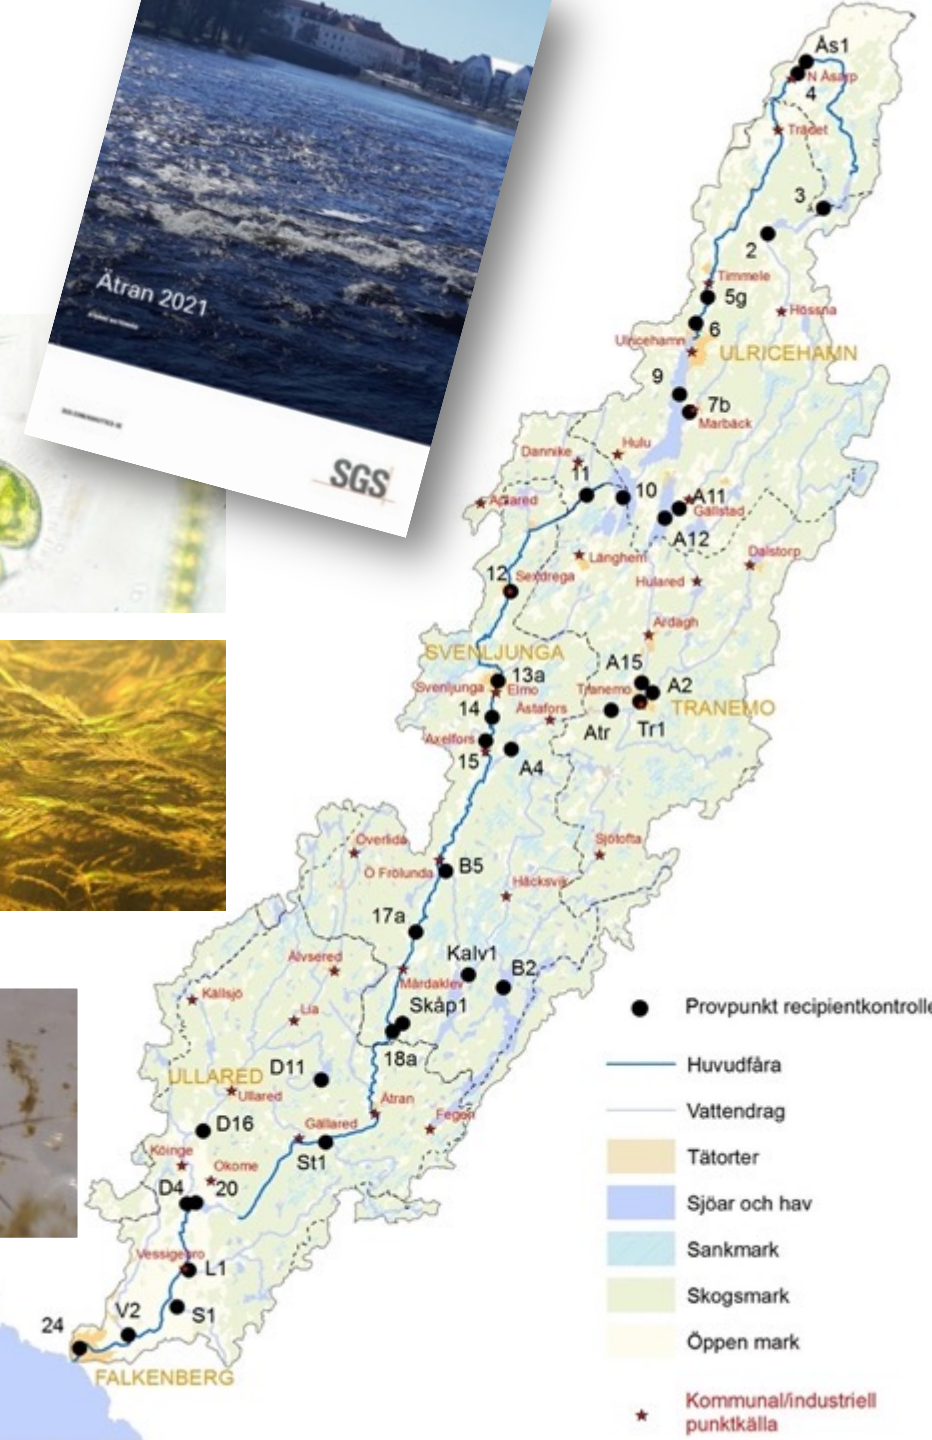 Ätran 2021
SGS
Ås1
N Åsarp
4
Trädet
3
2
Timmele
5g
Hössna
6
Ulricehamn
ULRICEHAMN
9
7b
Marbäck
Hulu
Dannike
11
10
A11
Gällstad
A12
Länghem
Dalstorp
Hulared
12
Sexdrega
Ardagh
SVENLJUNGA
A15
13a
Svenljunga
Elmo
Tranemo
A2
TRANEMO
14
Åstafors
Atr
Tr1
Axelfors
15
A4
Överlida
Sjötofta
Ö Frölunda
B5
Häcksvik
17a
Kalv1
Älvsered
B2
Mårdaklev
Källsjö
Skåp1
Lia
18a
D11
ULLARED
Ullared
Ätran
Fegen
D16
Gällared
St1
Köinge
Okome
D4
20
Vessigebro
L1
V2
S1
24
FALKENBERG
Provpunkt recipientkontrolle
Huvudfåra
Vattendrag
Tätorter
Sjöar och hav
Sankmark
Skogsmark
Öppen mark
Kommunal/industriell
punktkälla